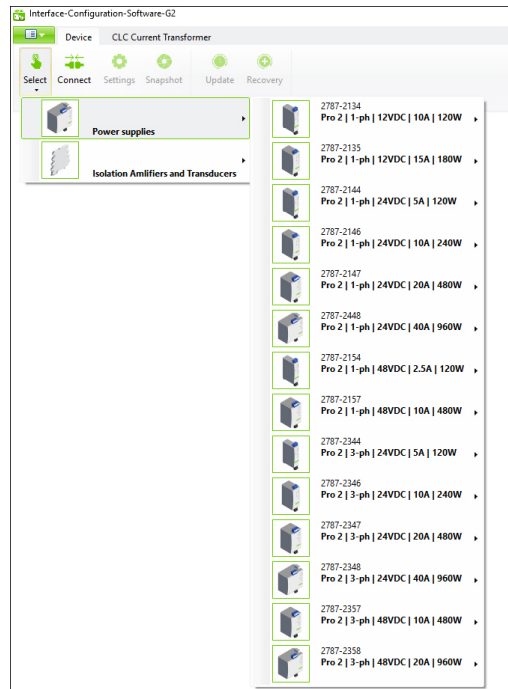 Interface-Configuration-Software-G2
Device CLC Current Transformer
Select Connect Settings Snapshot Update Recovery
Power supplies
Isolation Amlifiers and Transducers
2787-2134
Pro 2 | 1-ph | 12VDC | 10A | 120W
2787-2135
Pro 2 | 1-ph | 12VDC | 15A | 180W
2787-2144
Pro 2 | 1-ph | 24VDC | 5A | 120W
2787-2146
Pro 2 | 1-ph | 24VDC | 10A | 240W
2787-2147
Pro 2 | 1-ph | 24VDC | 20A | 480W
2787-2448
Pro 2 | 1-ph | 24VDC | 40A | 960W
2787-2154
Pro 2 | 1-ph | 48VDC | 2.5A | 120W
2787-2157
Pro 2 | 1-ph | 48VDC | 10A | 480W
2787-2344
Pro 2 | 3-ph | 24VDC | 5A | 120W
2787-2346
Pro 2 | 3-ph | 24VDC | 10A | 240W
2787-2347
Pro 2 | 3-ph | 24VDC | 20A | 480W
2787-2348
Pro 2 | 3-ph | 24VDC | 40A | 960W
2787-2357
Pro 2 | 3-ph | 48VDC | 10A | 480W
2787-2358
Pro 2 | 3-ph | 48VDC | 20A | 960W